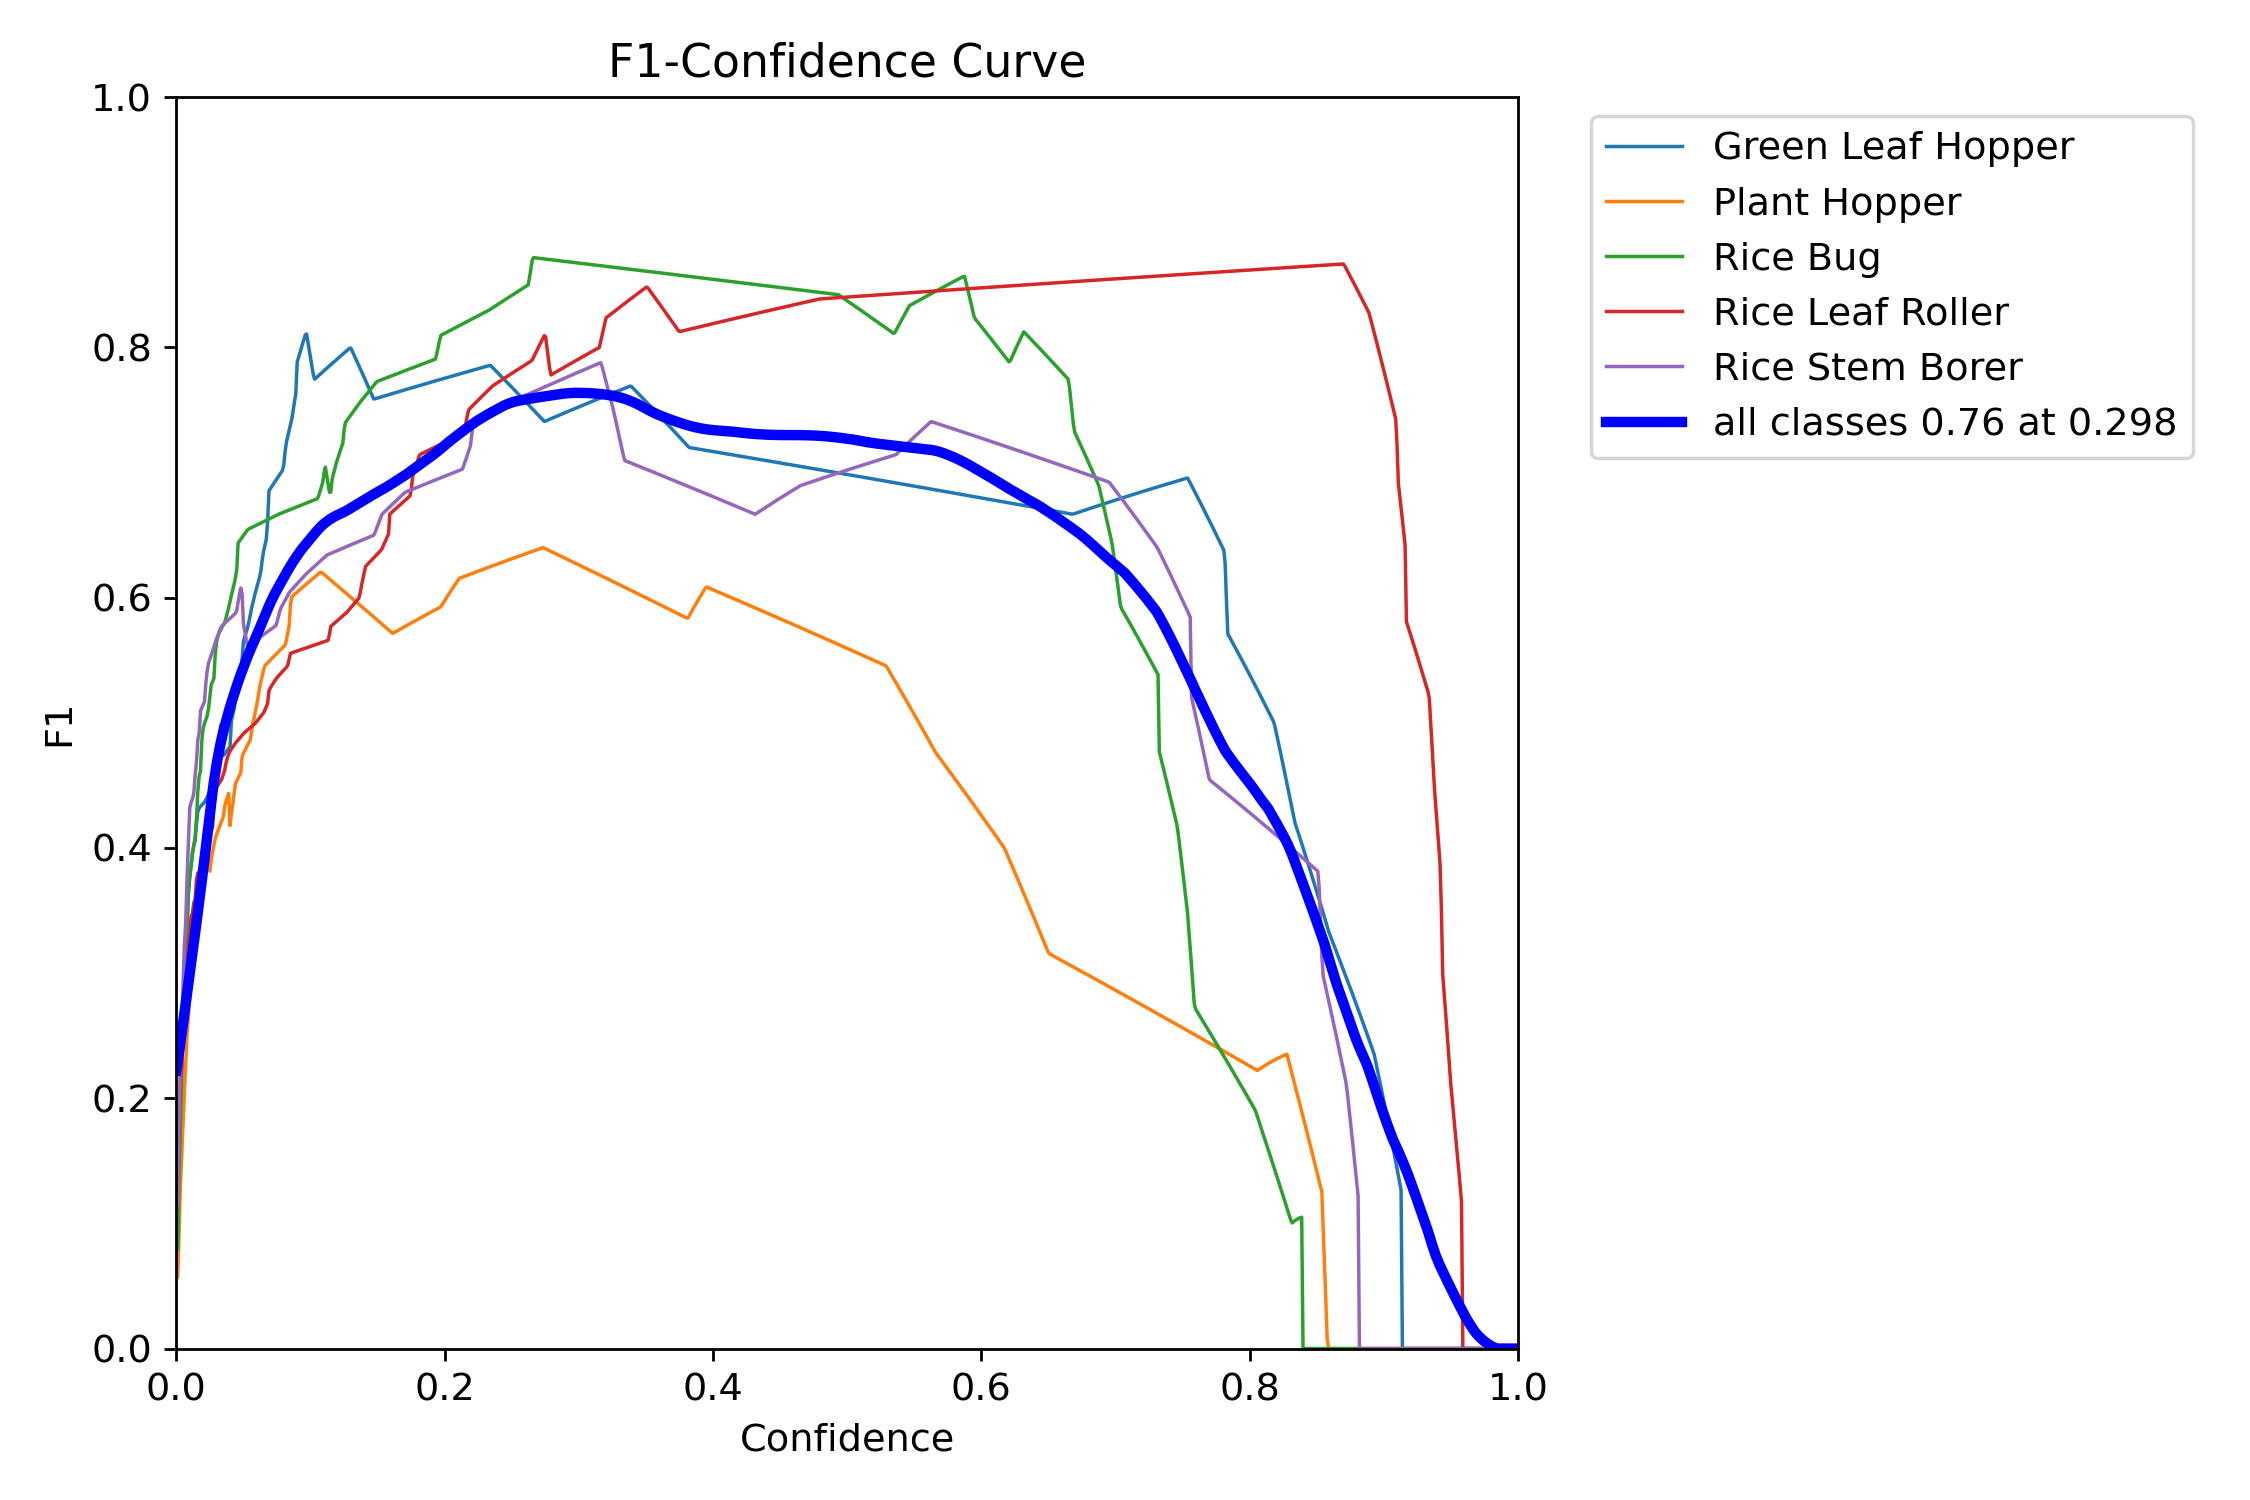 F1-Confidence Curve
1.0
0.8
0.6
0.4
0.2
0.0
F1
0.0 0.2 0.4 0.6 0.8 1.0
Confidence
Green Leaf Hopper
Plant Hopper
Rice Bug
Rice Leaf Roller
Rice Stem Borer
all classes 0.76 at 0.298